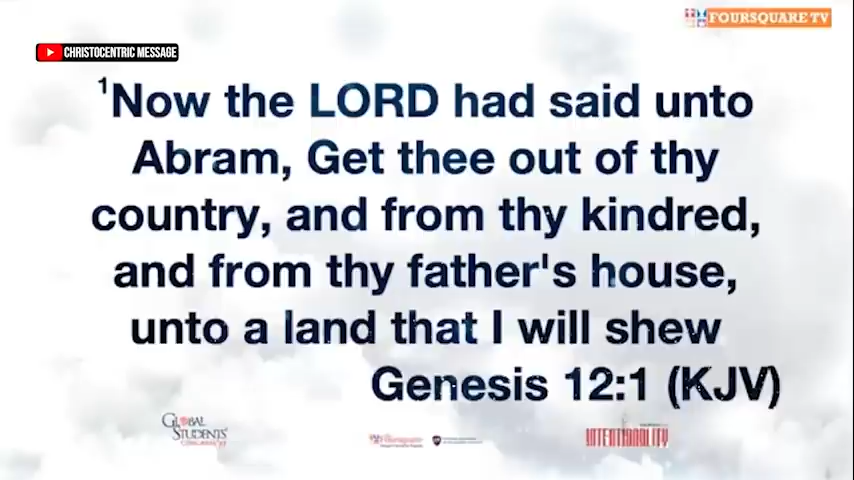 FOURSQUARE TV
CHRISTOCENTRIC MESSAGE
1Now the LORD had said unto
Abram, Get thee out of thy
country, and from thy kindred,
and from thy father's house,
unto a land that I will shew
Genesis 12:1 (KJV)
GLOBAL
STUDENTS'
Foursquare
INTENTIONALITY